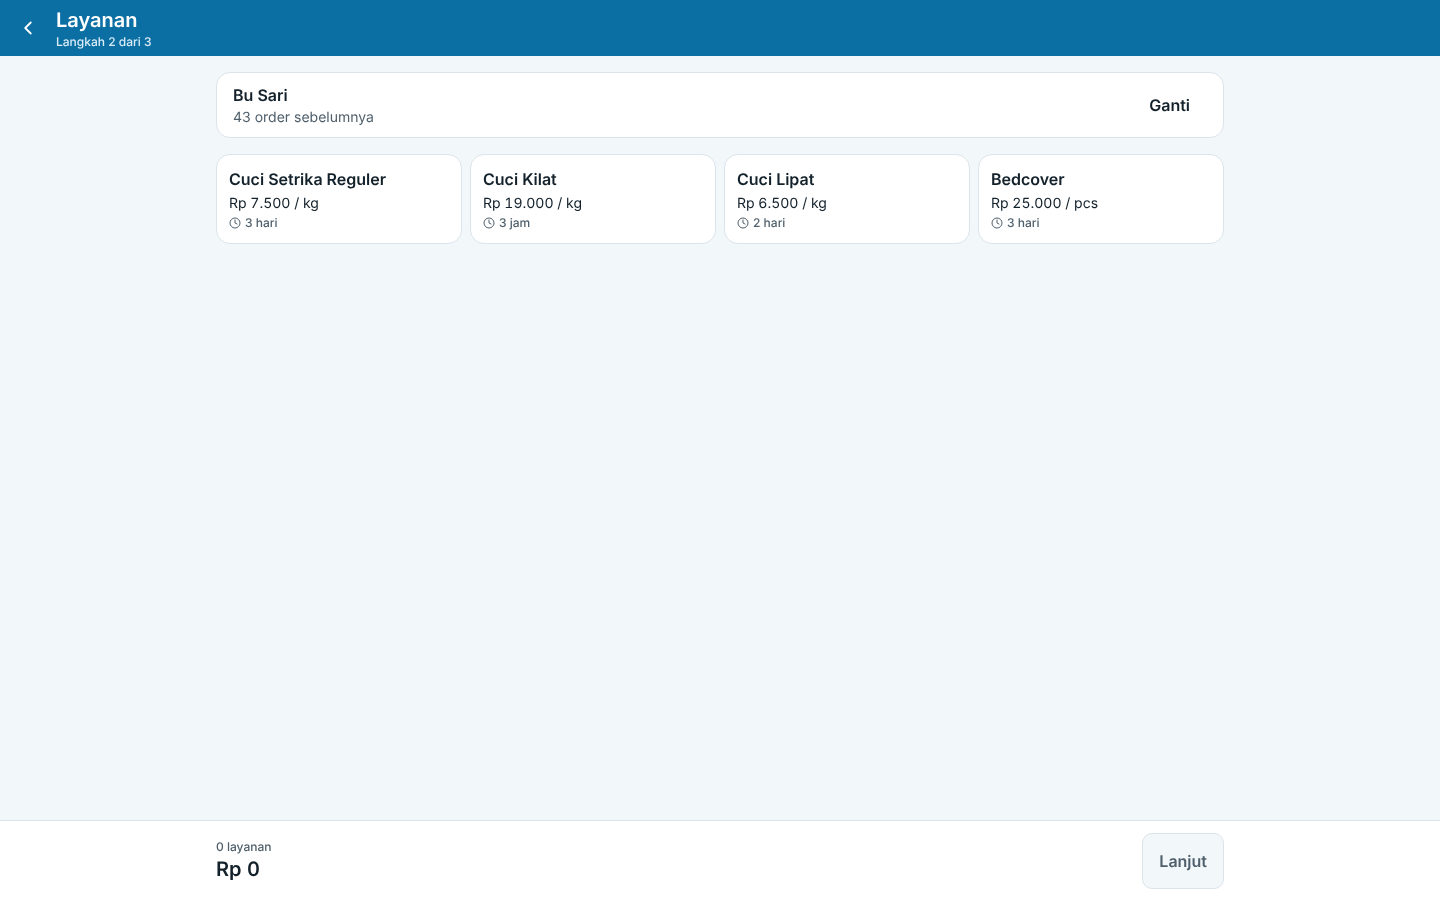 Layanan
Langkah 2 dari 3
Bu Sari
43 order sebelumnya
Ganti
Cuci Setrika Reguler
Rp 7.500 / kg
3 hari
Cuci Kilat
Rp 19.000 / kg
3 jam
Cuci Lipat
Rp 6.500 / kg
2 hari
Bedcover
Rp 25.000 / pcs
3 hari
0 layanan
Rp 0
Lanjut